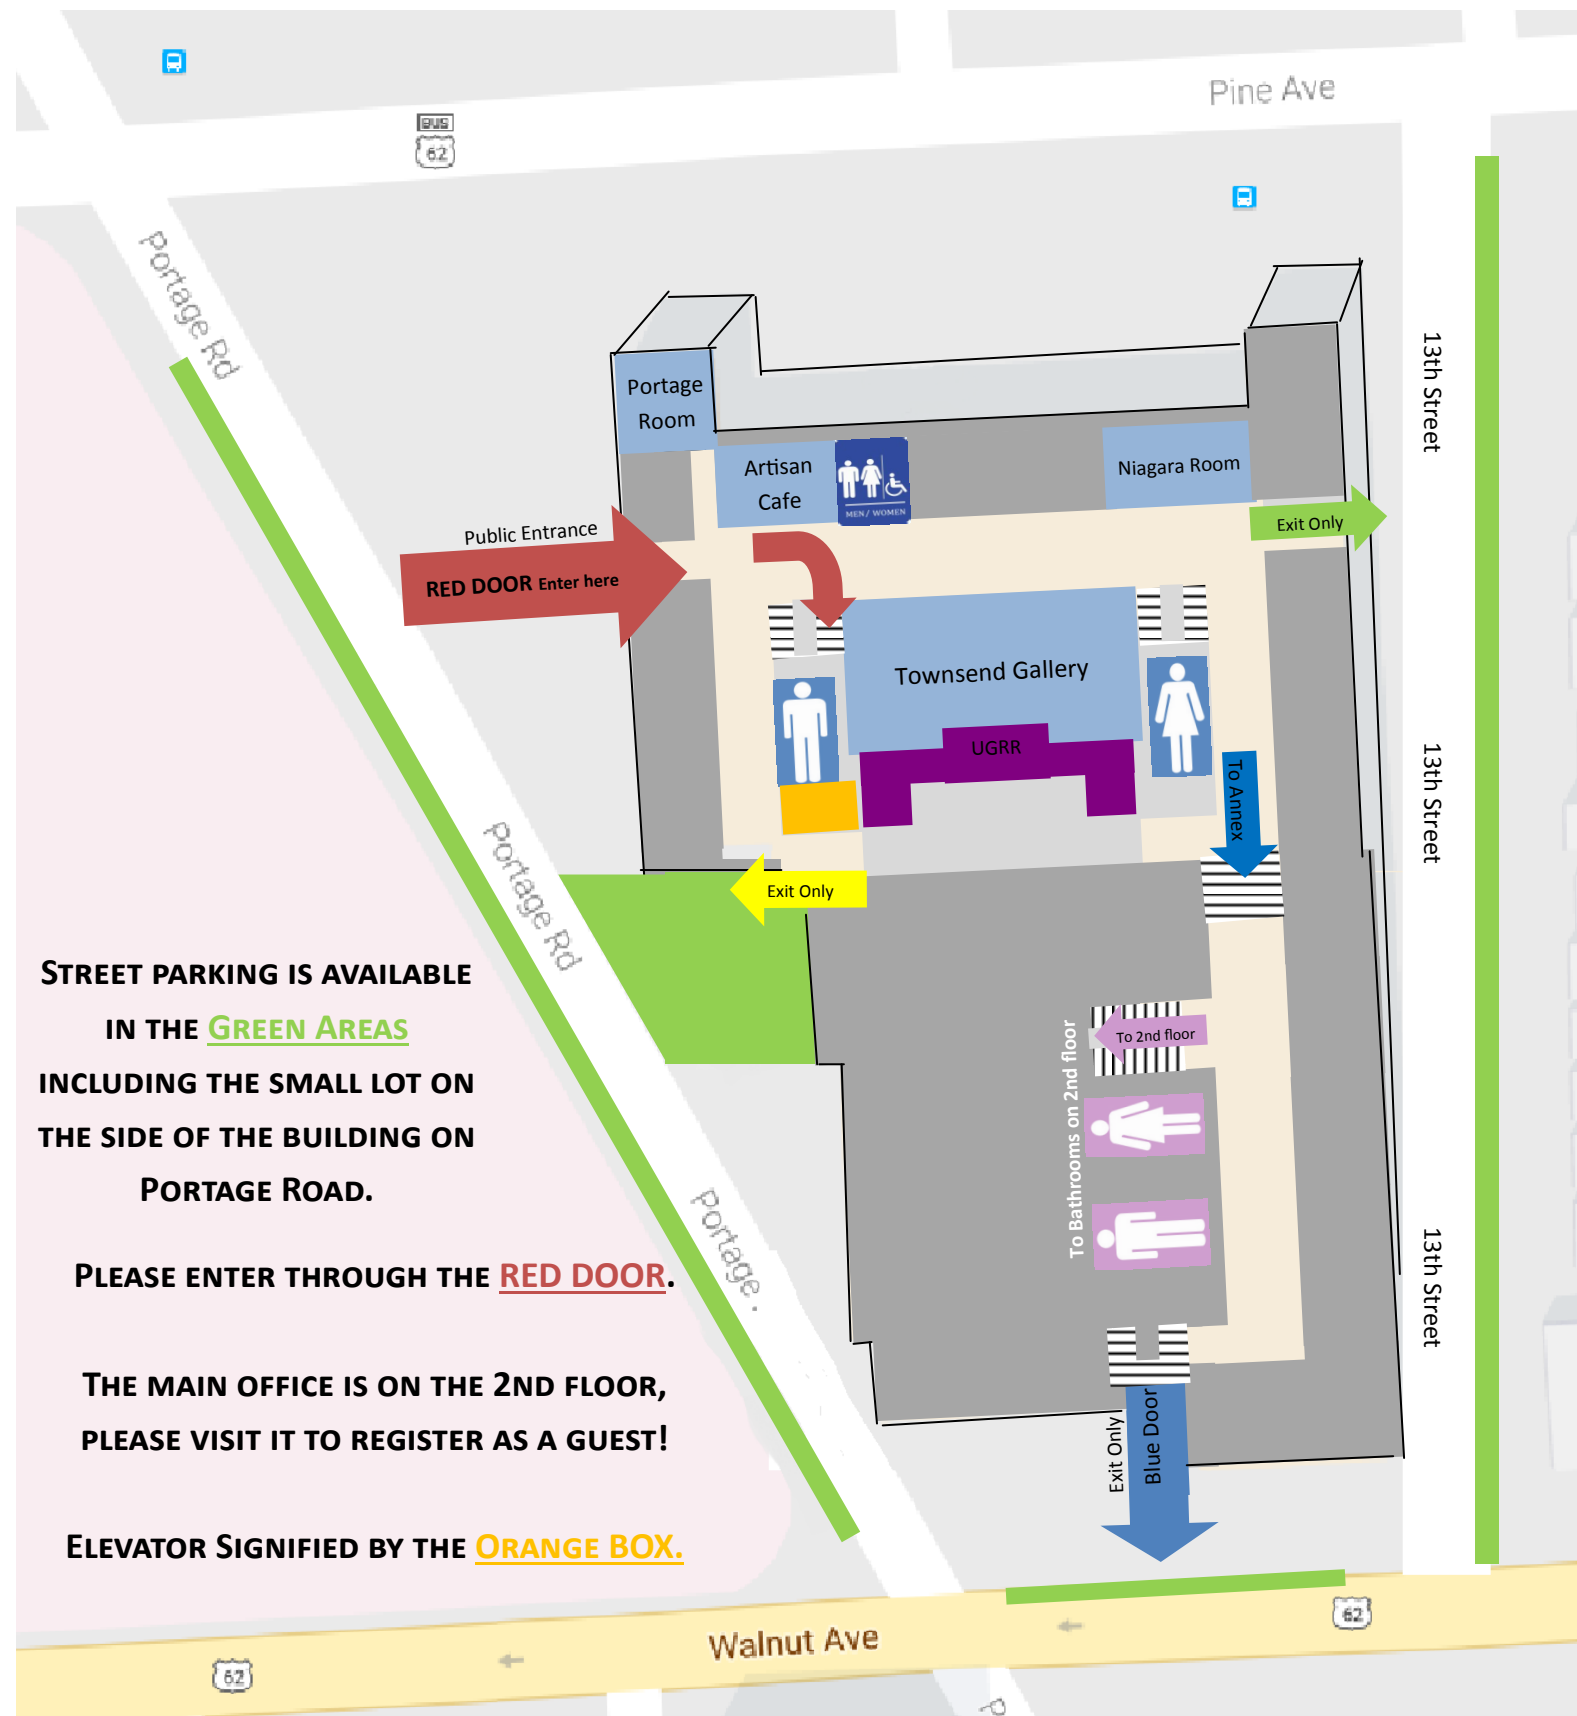 Pine Ave
BUS
62
Portage Rd
13th Street
Portage
Room
Artisan
Cafe
MEN/ WOMEN
Niagara Room
Public Entrance
RED DOOR Enter here
Exit Only
Townsend Gallery
UGRR
To Annex
13th Street
Portage Rd
Exit Only
STREET PARKING IS AVAILABLE
IN THE GREEN AREAS
INCLUDING THE SMALL LOT ON
THE SIDE OF THE BUILDING ON
PORTAGE ROAD.
To 2nd floor
To Bathrooms on 2nd floor
Portage .
13th Street
PLEASE ENTER THROUGH THE RED DOOR.
THE MAIN OFFICE IS ON THE 2ND FLOOR,
PLEASE VISIT IT TO REGISTER AS A GUEST!
Exit Only
Blue Door
ELEVATOR SIGNIFIED BY THE ORANGE BOX.
62
Walnut Ave
62